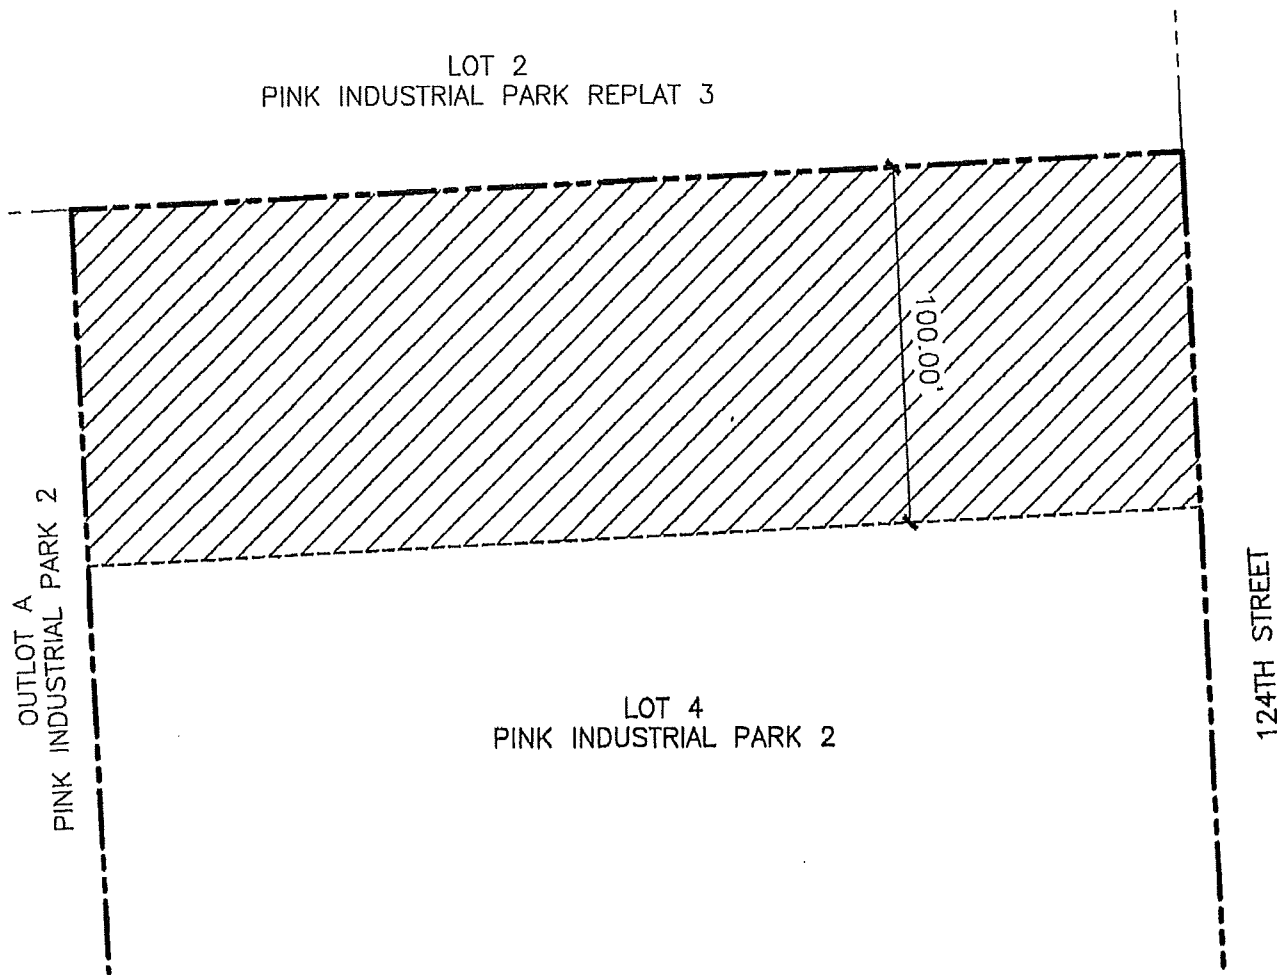 LOT 2
PINK INDUSTRIAL PARK REPLAT 3
100.00'
OUTLOT A
PINK INDUSTRIAL PARK 2
LOT 4
PINK INDUSTRIAL PARK 2
124TH STREET